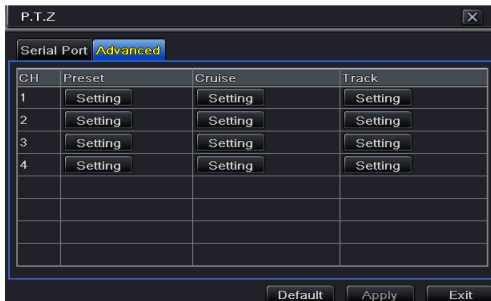 P.T.Z
Serial Port Advanced
CH Preset Cruise Track
1 Setting Setting Setting
2 Setting Setting Setting
3 Setting Setting Setting
4 Setting Setting Setting
Default Apply Exit